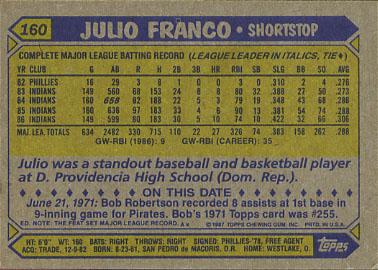 160 JULIO FRANCO • SHORTSTOP
COMPLETE MAJOR LEAGUE BATTING RECORD (LEAGUE LEADER IN ITALICS, TIE♦)
YR CLUB G AB R H 2B 3B HR RBI SB SLG BB SO AVG
82 PHILLIES 16 29 3 8 1 0 0 3 0 .310 2 4 .276
83 INDIANS 149 560 68 153 24 8 8 80 32 .388 27 50 .273
84 INDIANS 160 658 82 188 22 5 3 79 19 .348 43 68 .286
85 INDIANS 160 636 97 183 33 4 6 90 13 .381 54 74 .288
86 INDIANS 149 599 80 183 30 5 10 74 10 .422 32 66 .306
MAJ. LEA. TOTALS 634 2482 330 715 110 22 27 326 74 .383 158 262 .288
GW-RBI (1986): 9 GW-RBI (CAREER): 35
Julio was a standout baseball and basketball player
at D. Providencia High School (Dom. Rep.).
♦ ♦ ♦ ♦ ON THIS DATE ♦ ♦ ♦ ♦
June 21, 1971: Bob Robertson recorded 8 assists at 1st base in
9-inning game for Pirates. Bob's 1971 Topps card was #255.
ED. NOTE: THE FEAT SET MAJOR LEAGUE RECORD. © 1987 TOPPS CHEWING GUM, INC. PRTD. IN U.S.A.
HT: 6'0" WT: 160 BATS: RIGHT THROWS: RIGHT SIGNED: PHILLIES-'78, FREE AGENT
ACQ: TRADE, 12-9-82 BORN: 8-23-61, SAN PEDRO DE MACORIS, D.R. HOME: WESTLAKE, O.
Topps